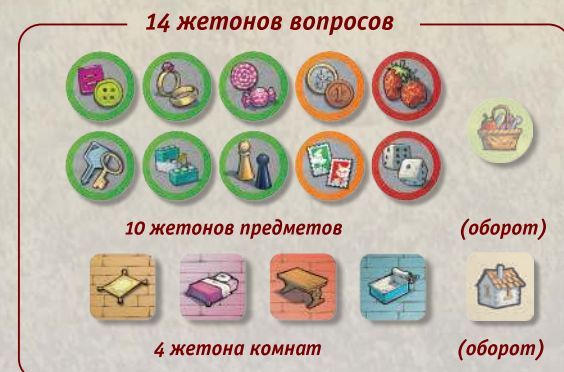 14 жетонов вопросов
10 жетонов предметов
(оборот)
4 жетона комнат
(оборот)